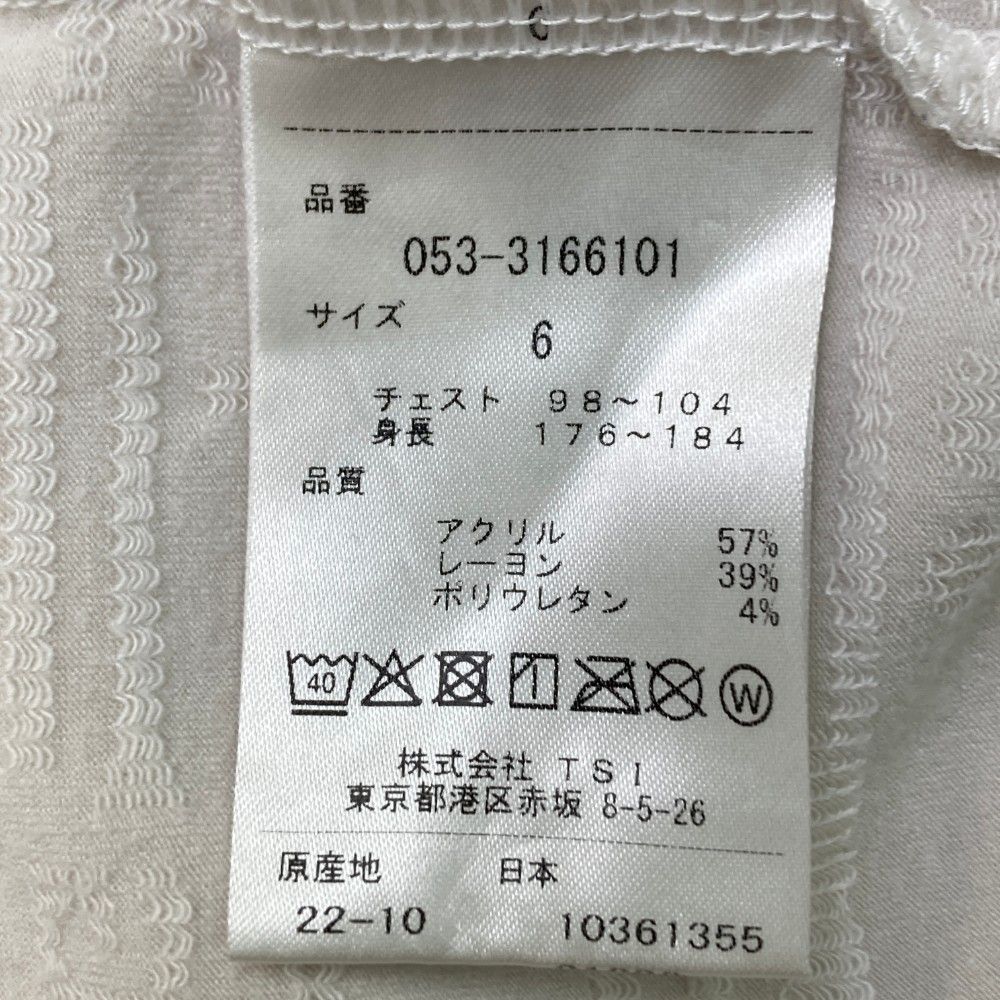 品番
053-3166101
サイズ
6
チェスト 98～104
身長 176～184
品質
アクリル 57%
レーヨン 39%
ポリウレタン 4%
40
W
株式会社 TSI
東京都港区赤坂 8-5-26
原産地 日本
22-10 10361355